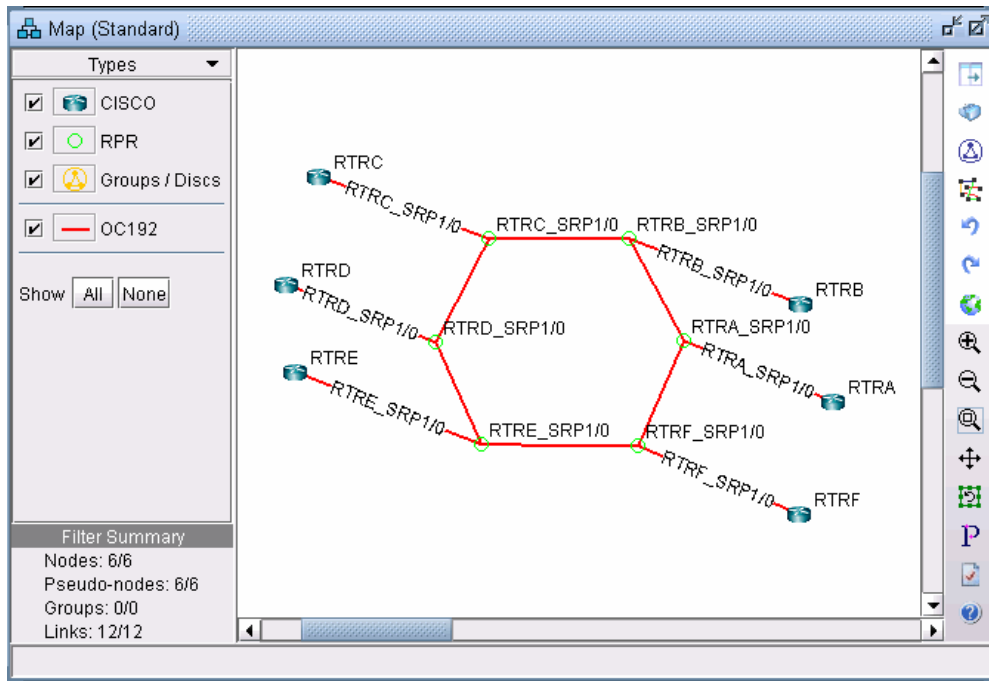 Map (Standard)
Types
CISCO
RPR
Groups / Discs
OC192
Show All None
Filter Summary
Nodes: 6/6
Pseudo-nodes: 6/6
Groups: 0/0
Links: 12/12
RTRC
RTRC_SRP1/0
RTRC_SRP1/0 RTRB_SRP1/0
RTRB_SRP1/0
RTRD
RTRB
RTRD_SRP1/0
RTRD_SRP1/0
RTRA_SRP1/0
RTRE
RTRA_SRP1/0
RTRA
RTRE_SRP1/0
RTRE_SRP1/0
RTRF_SRP1/0
RTRF_SRP1/0
RTRF
P
?